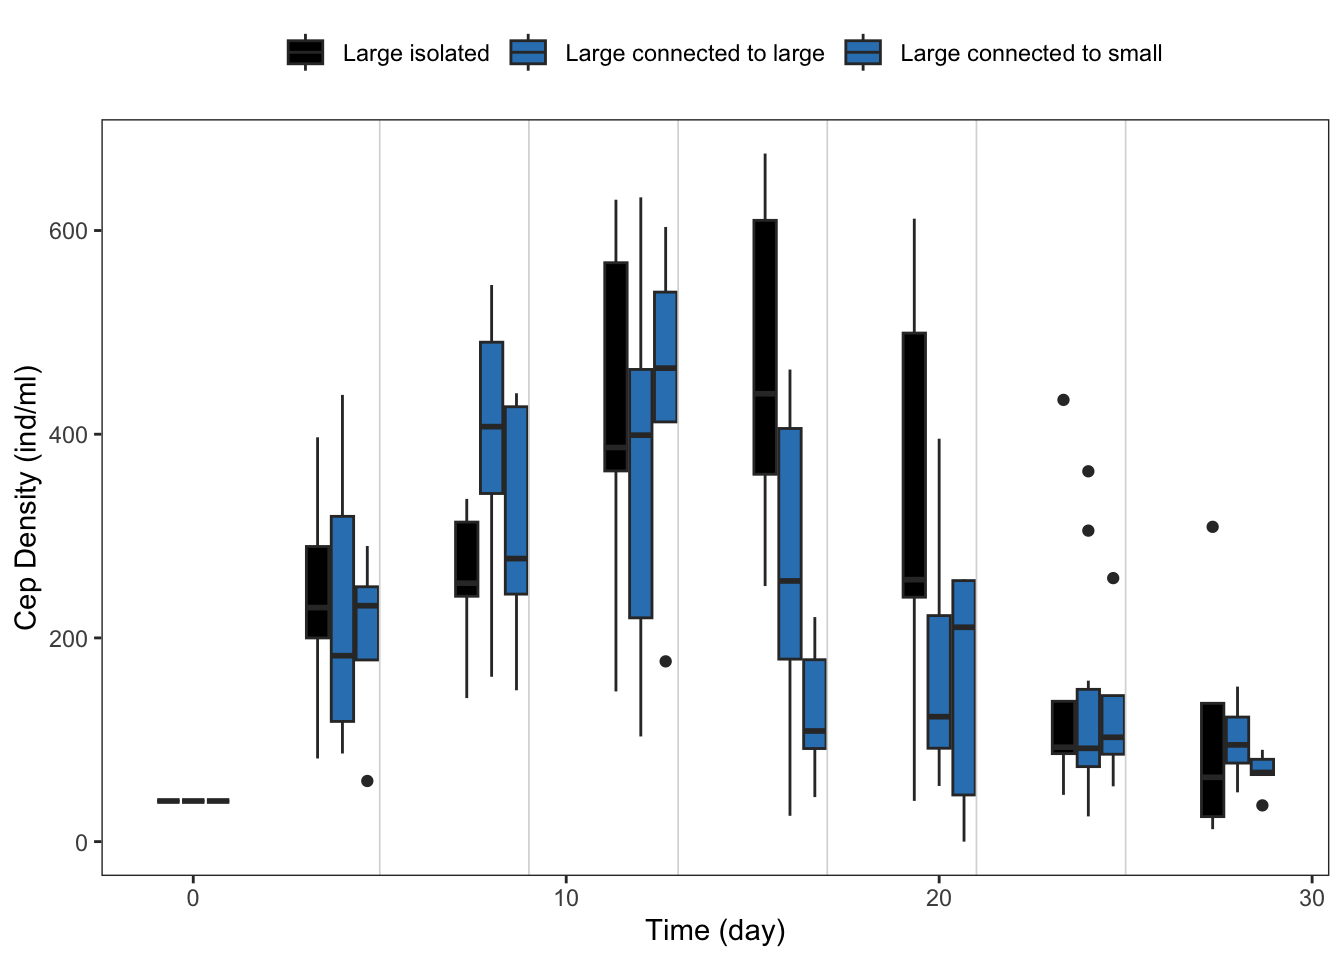 Large isolated Large connected to large Large connected to small
Cep Density (ind/ml)
600
400
200
0
0 10 20 30
Time (day)